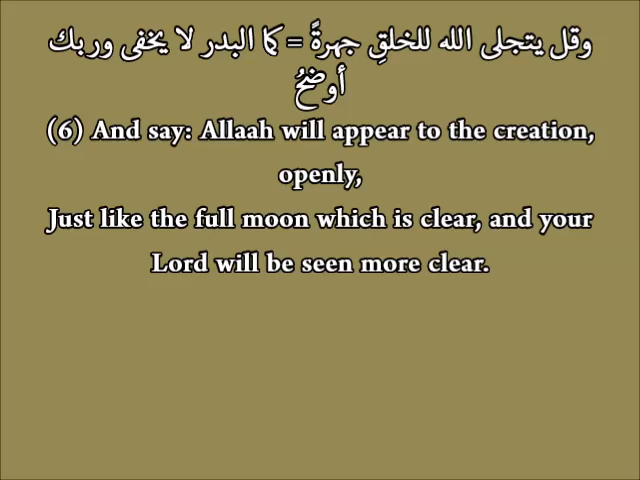 وقل يتجلى الله للخلقِ جهرةً = كما البدر لا يخفى وربك
أوضحُ
(6) And say: Allaah will appear to the creation,
openly,
Just like the full moon which is clear, and your
Lord will be seen more clear.